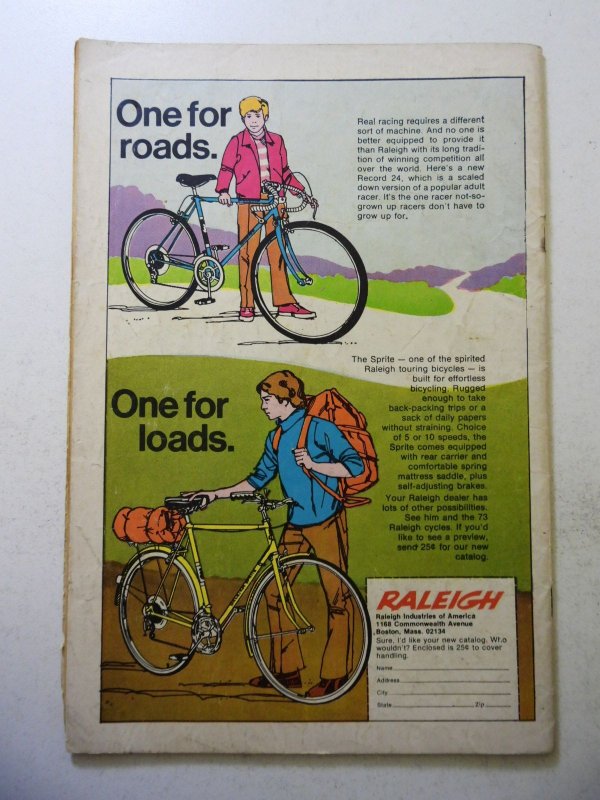 One for
roads.
Real racing requires a different
sort of machine. And no one is
better equipped to provide it
than Raleigh with its long tradi-
tion of winning competition all
over the world. Here's a new
Record 24, which is a scaled
down version of a popular adult
racer. It's the one racer not-so-
grown up racers don't have to
grow up for.
The Sprite — one of the spirited
Raleigh touring bicycles — is
built for effortless
bicycling. Rugged
enough to take
back-packing trips or a
sack of daily papers
without straining. Choice
of 5 or 10 speeds, the
Sprite comes equipped
with rear carrier and
comfortable spring
mattress saddle, plus
self-adjusting brakes.
Your Raleigh dealer has
lots of other possibilities.
See him and the 73
Raleigh cycles. If you'd
like to see a preview,
send 25¢ for our new
catalog.
One for
loads.
RALEIGH
Raleigh Industries of America
1168 Commonwealth Avenue
Boston, Mass. 02134
Sure, I'd like your new catalog. Who
wouldn't? Enclosed is 25¢ to cover
handling.
Name
Address
City
State Zip